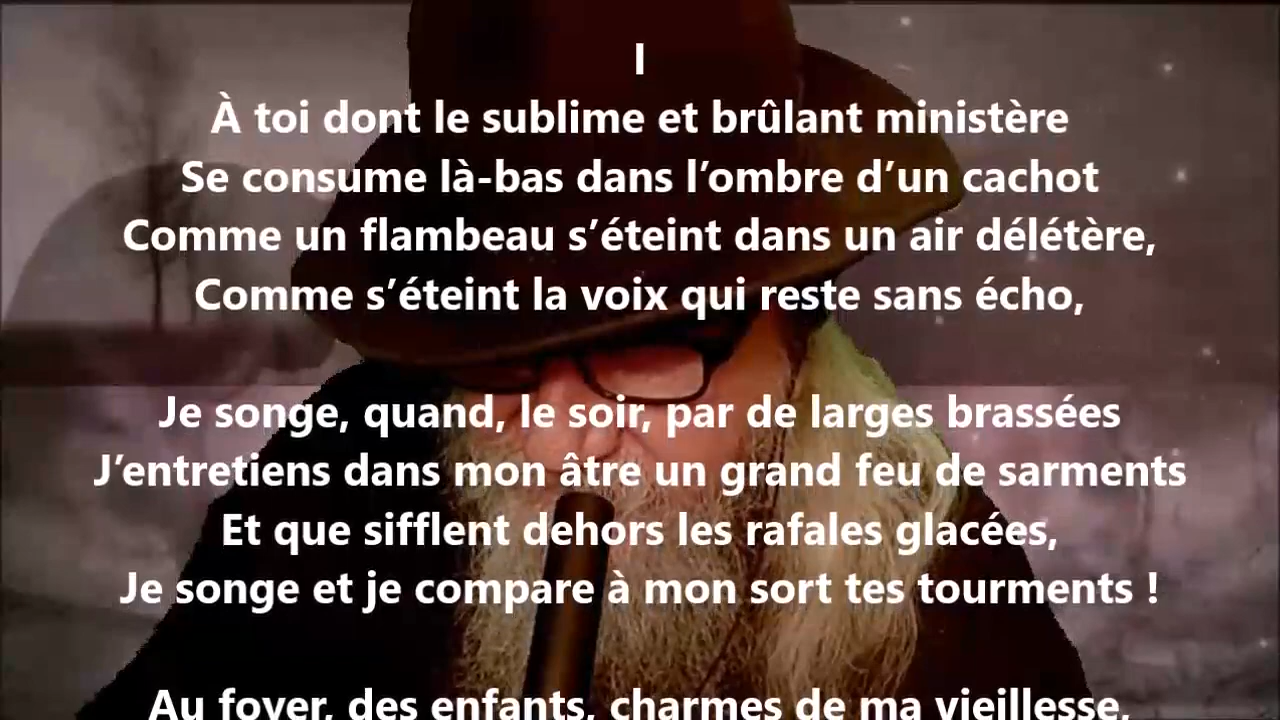 I
À toi dont le sublime et brûlant ministère
Se consume là-bas dans l’ombre d’un cachot
Comme un flambeau s’éteint dans un air délétère,
Comme s’éteint la voix qui reste sans écho,
Je songe, quand, le soir, par de larges brassées
J’entretiens dans mon âtre un grand feu de sarments
Et que sifflent dehors les rafales glacées,
Je songe et je compare à mon sort tes tourments !
Au foyer, des enfants, charmes de ma vieillesse,